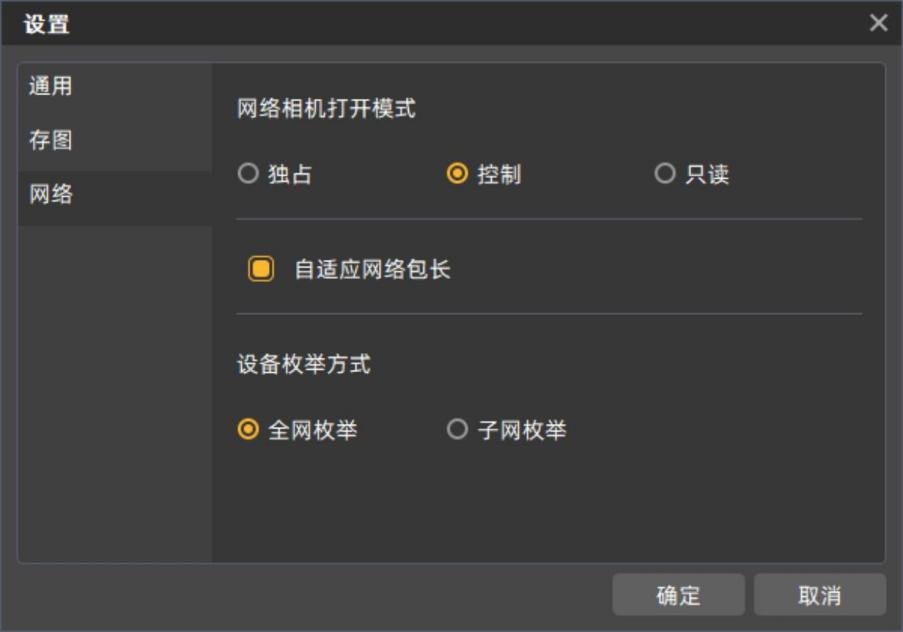 设置
通用
存图
网络
网络相机打开模式
独占 控制 只读
自适应网络包长
设备枚举方式
全网枚举 子网枚举
确定 取消